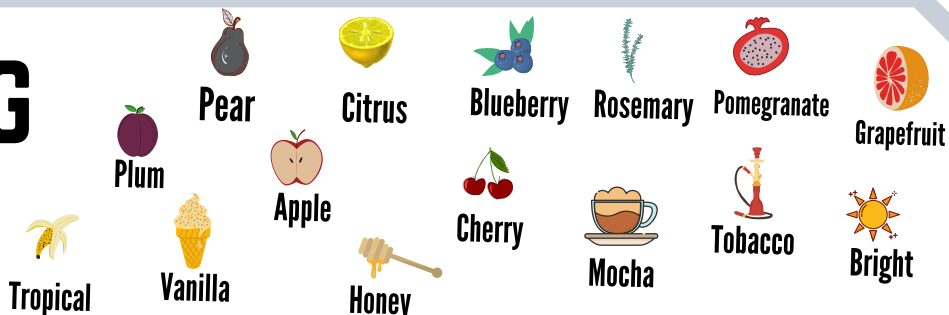 G
Pear
Citrus
Blueberry
Rosemary
Pomegranate
Grapefruit
Plum
Apple
Cherry
Mocha
Tobacco
Bright
Tropical
Vanilla
Honey